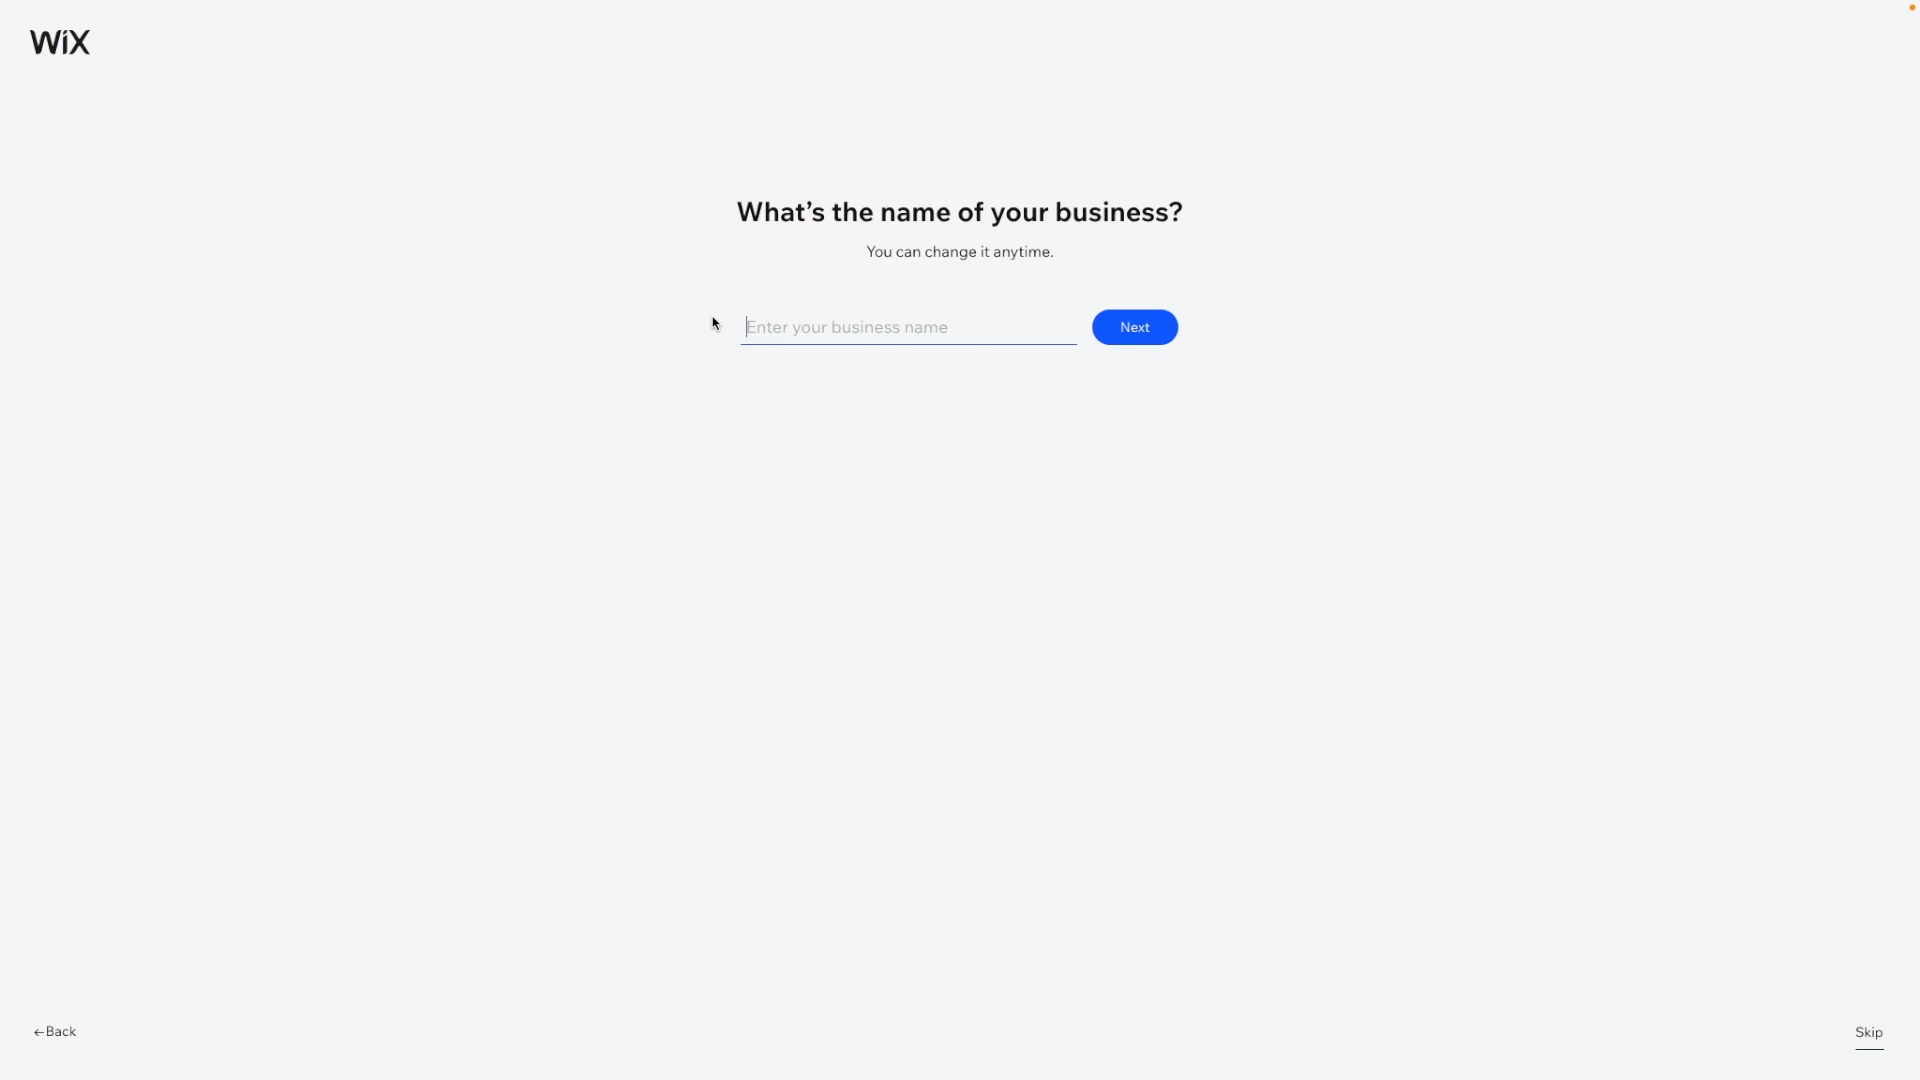 WiX
What's the name of your business?
You can change it anytime.
Enter your business name
Next
←Back
Skip